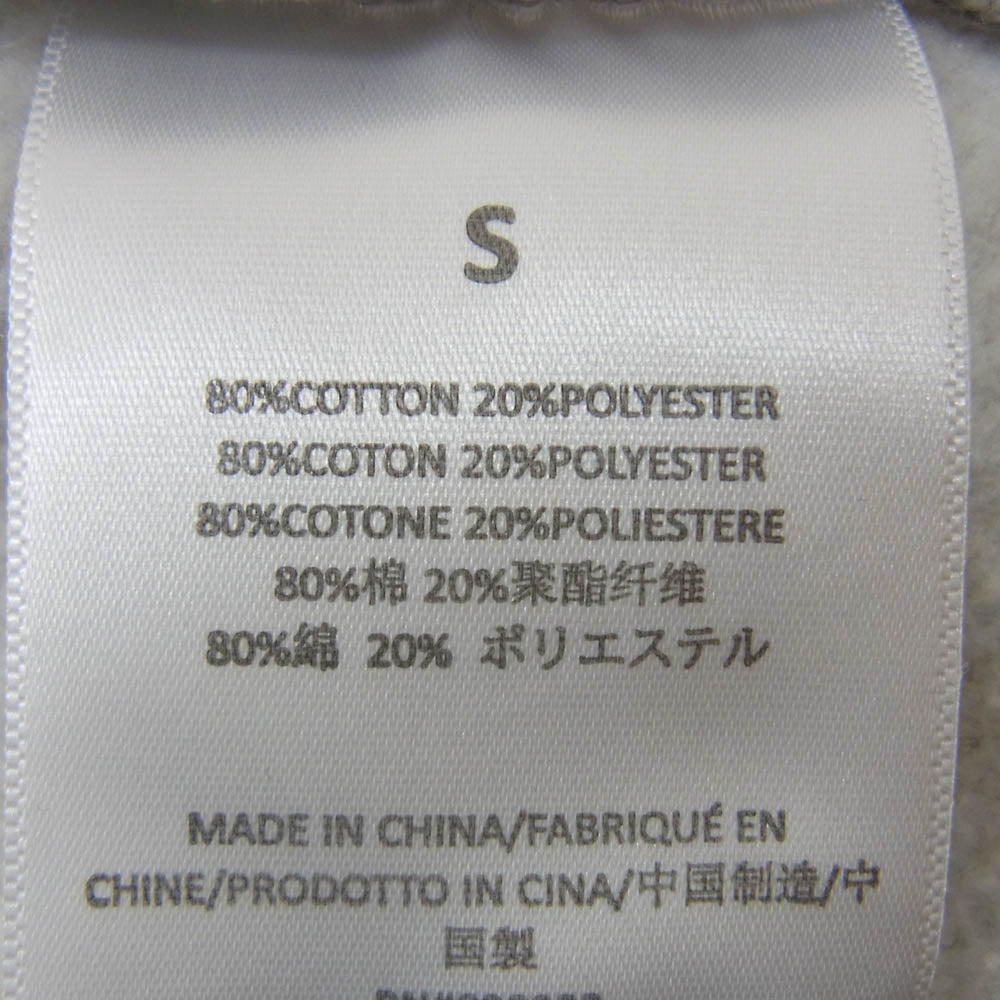 S
80%COTTON 20%POLYESTER
80%COTON 20%POLYESTER
80%COTONE 20%POLIESTERE
80%棉 20%聚酯纤维
80%綿 20% ポリエステル
MADE IN CHINA/FABRIQUÉ EN
CHINE/PRODOTTO IN CINA/中国制造/中
国製